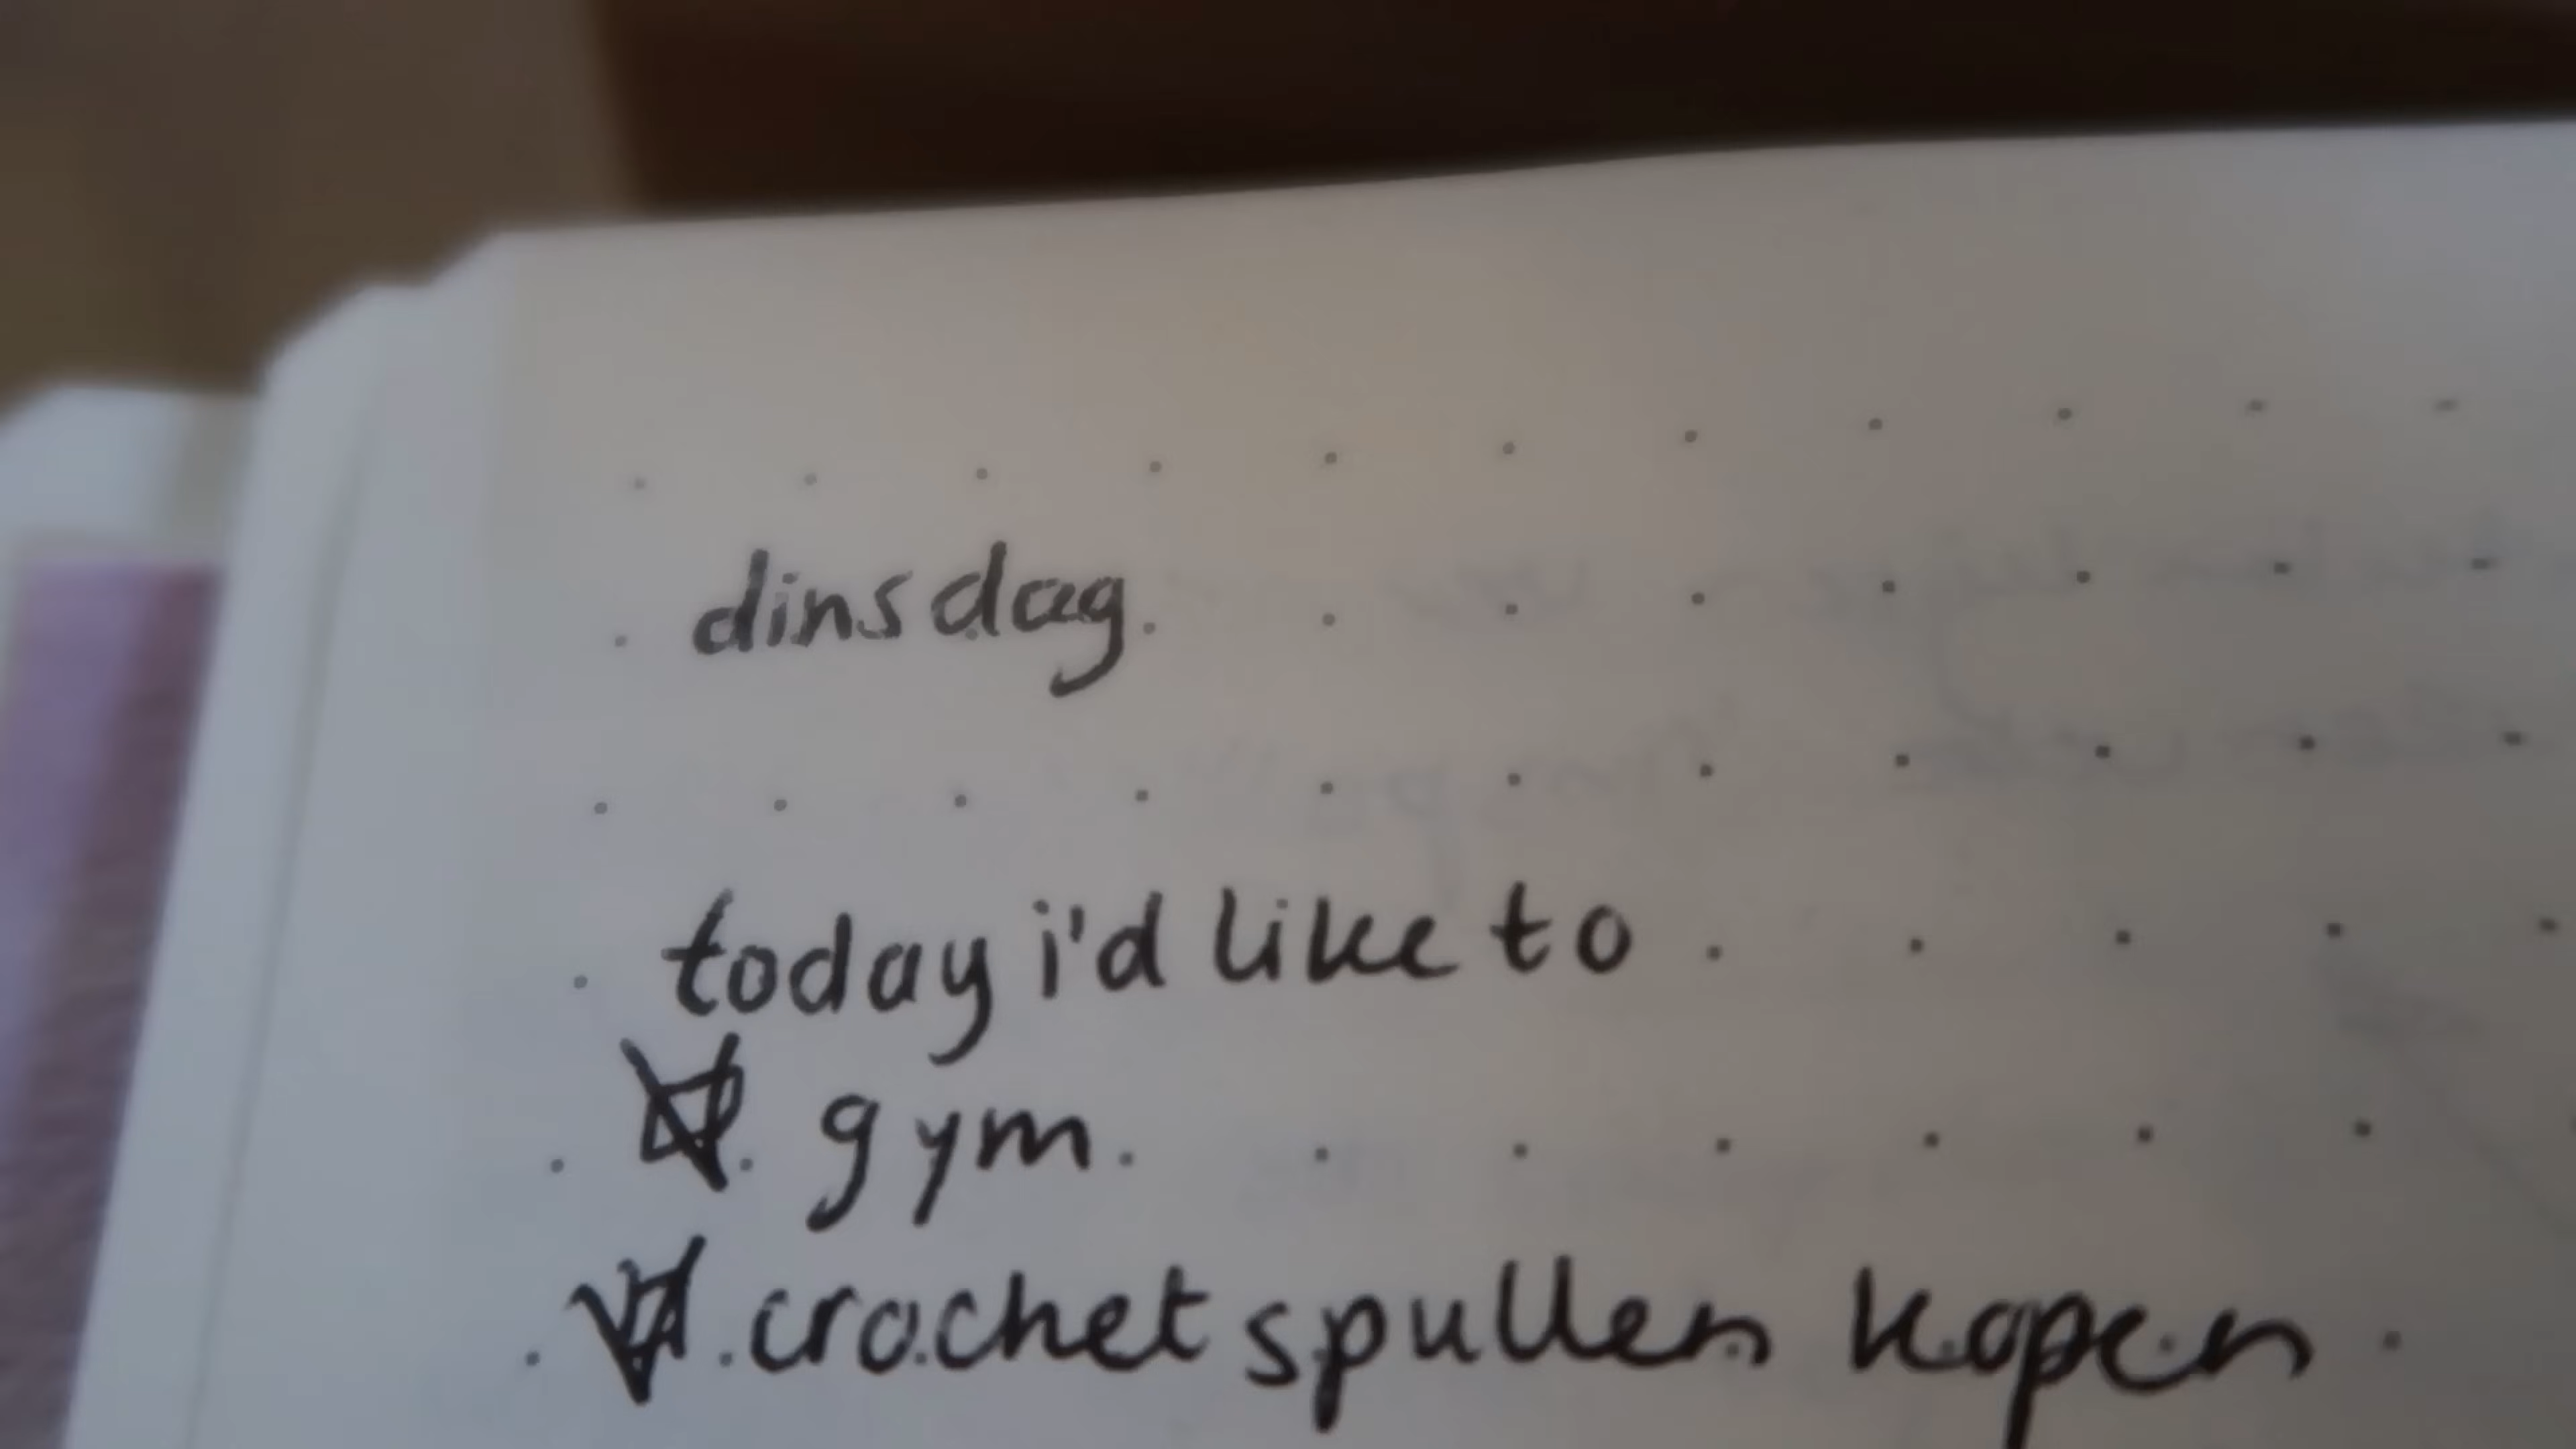 dinsdag
today i'd like to
gym
crochet spullen kopen